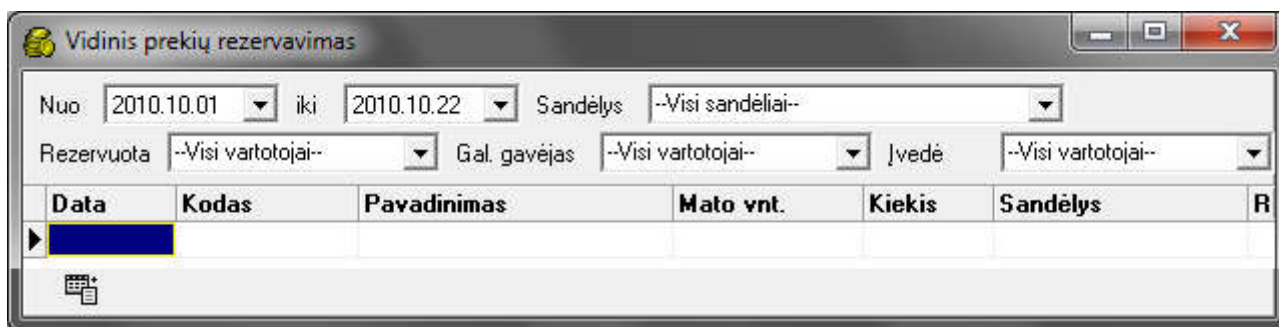 Vidinis prekių rezervavimas
Nuo 2010.10.01 iki 2010.10.22 Sandėlys --Visi sandėliai--
Rezervuota --Visi vartotojai-- Gal. gavėjas --Visi vartotojai-- Įvedė --Visi vartotojai--
Data Kodas Pavadinimas Mato vnt. Kiekis Sandėlys R